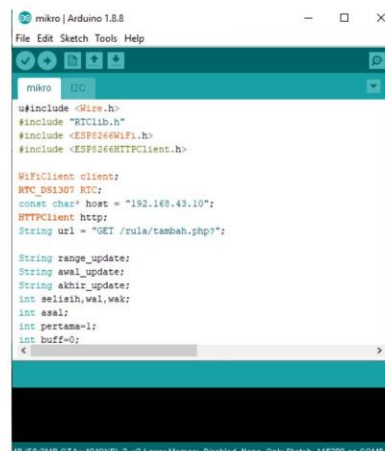 mikro | Arduino 1.8.8
File Edit Sketch Tools Help
mikro I2C
u#include <Wire.h>
#include "RTClib.h"
#include <ESP8266WiFi.h>
#include <ESP8266HTTPClient.h>
WiFiClient client;
RTC_DS1307 RTC;
const char* host = "192.168.43.10";
HTTPClient http;
String url = "GET /rula/tambah.php?";
String range_update;
String awal_update;
String akhir_update;
int selisih,wal,wak;
int asal;
int pertama=1;
int buff=0;